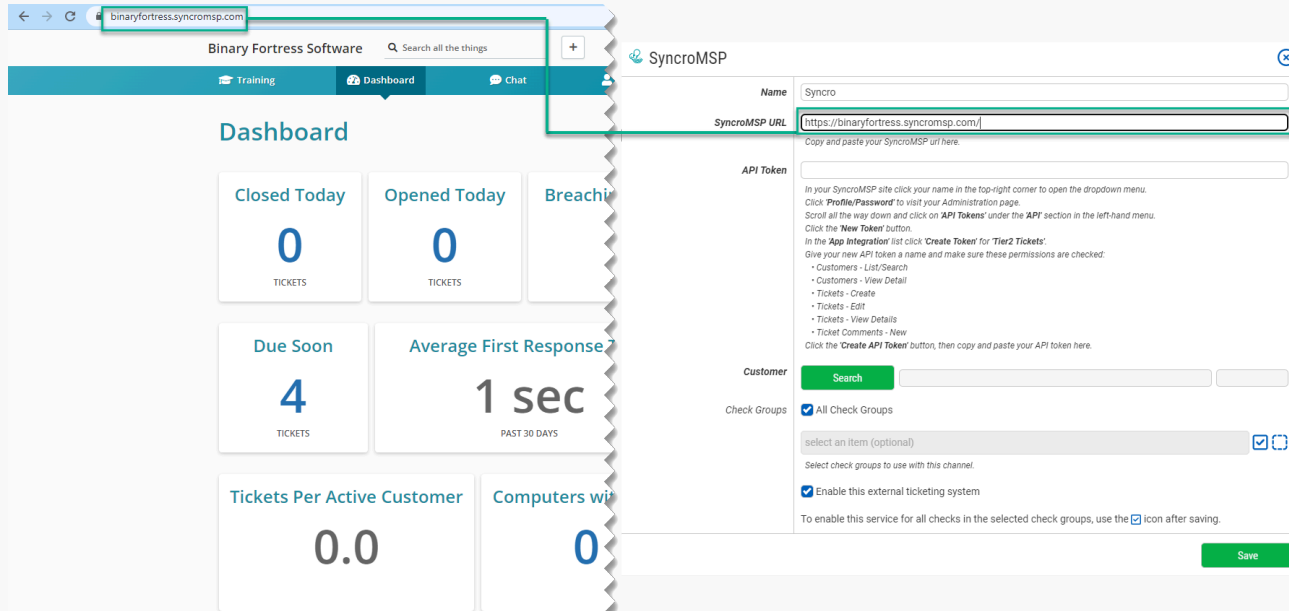 binaryfortress.syncromsp.com
Binary Fortress Software
Search all the things
+
Training
Dashboard
Chat
Dashboard
Closed Today
0
TICKETS
Opened Today
0
TICKETS
Due Soon
4
TICKETS
Average First Response
1 sec
PAST 30 DAYS
Tickets Per Active Customer
0.0
Computers
0
SyncroMSP
Name
Syncro
SyncroMSP URL
https://binaryfortress.syncromsp.com/
Copy and paste your SyncroMSP url here.
API Token
In your SyncroMSP site click your name in the top-right corner to open the dropdown menu.
Click 'Profile/Password' to visit your Administration page.
Scroll all the way down and click on 'API Tokens' under the 'API' section in the left-hand menu.
Click the 'New Token' button.
In the 'App Integration' list click 'Create Token' for 'Tier2 Tickets'.
Give your new API token a name and make sure these permissions are checked:
• Customers - List/Search
• Customers - View Detail
• Tickets - Create
• Tickets - Edit
• Tickets - View Details
• Ticket Comments - New
Click the 'Create API Token' button, then copy and paste your API token here.
Customer
Search
Check Groups
All Check Groups
select an item (optional)
Select check groups to use with this channel.
Enable this external ticketing system
To enable this service for all checks in the selected check groups, use the icon after saving.
Save